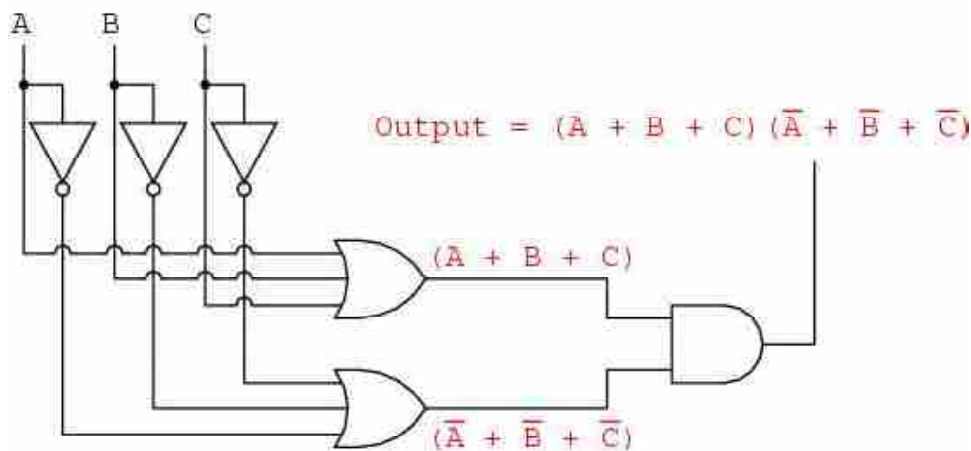 A B C
Output = (A + B + C)(A̅ + B̅ + C̅)
(A + B + C)
(A̅ + B̅ + C̅)